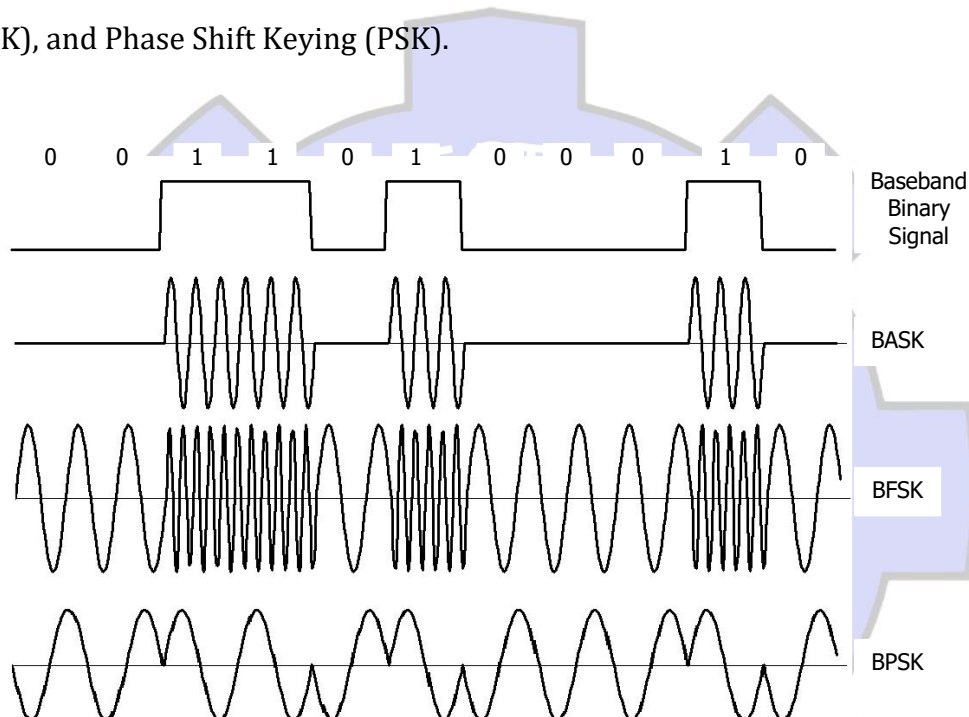 K), and Phase Shift Keying (PSK).
0 0 1 1 0 1 0 0 0 1 0
Baseband
Binary
Signal
BASK
BFSK
BPSK